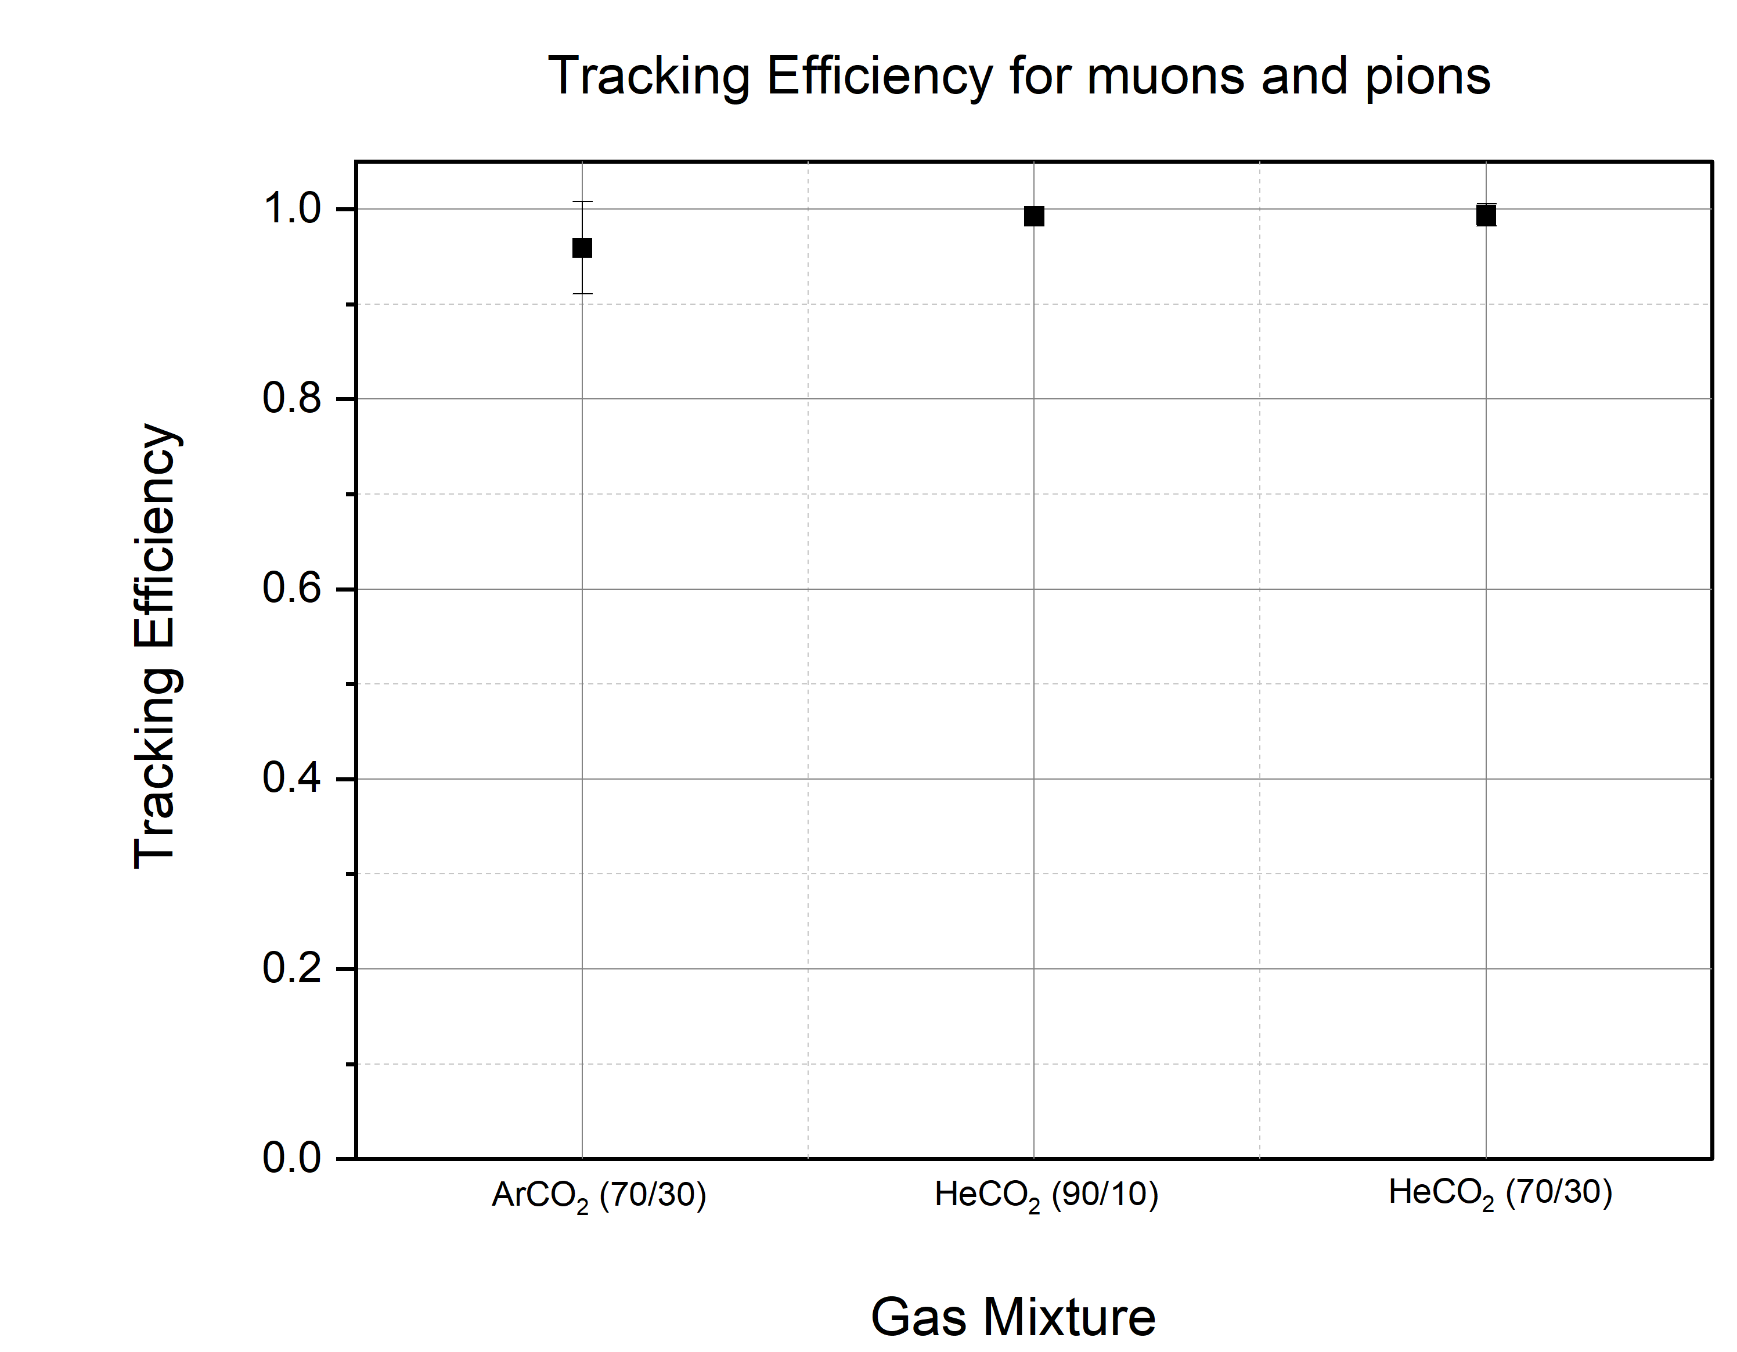 Tracking Efficiency for muons and pions
Tracking Efficiency
1.0
0.8
0.6
0.4
0.2
0.0
ArCO₂ (70/30)
HeCO₂ (90/10)
HeCO₂ (70/30)
Gas Mixture